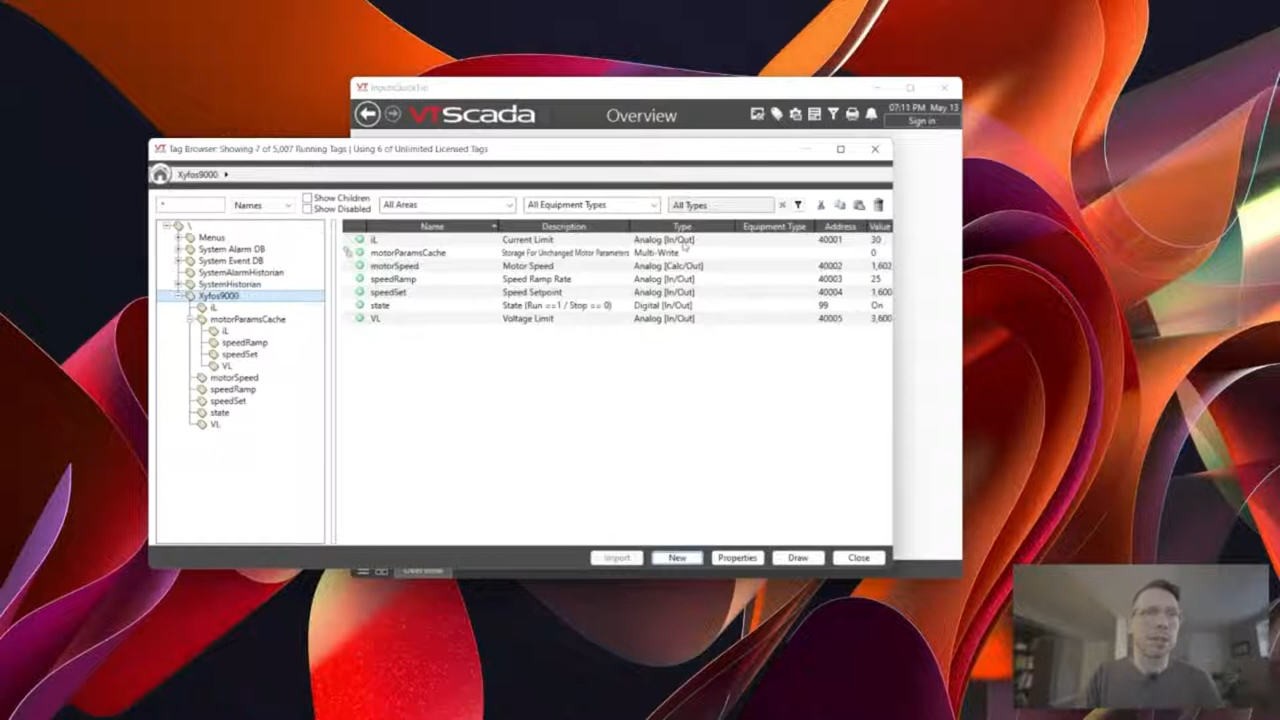 VTScada
Overview
07:11 PM May 13
Sign in
VT Tag Browser: Showing 7 of 5,007 Running Tags | Using 6 of Unlimited Licensed Tags
Xyfos9000
* Names Show Children All Areas All Equipment Types All Types
Show Disabled
\
Menus
System Alarm DB
System Event DB
SystemAlarmHistorian
SystemHistorian
Xyfos9000
iL
motorParamsCache
iL
speedRamp
speedSet
VL
motorSpeed
speedRamp
speedSet
state
VL
Name Description Type Equipment Type Address Value
iL Current Limit Analog [In/Out] 40001 30
motorParamsCache Storage For Unchanged Motor Parameters Multi-Write 0
motorSpeed Motor Speed Analog [Calc/Out] 40002 1,602
speedRamp Speed Ramp Rate Analog [In/Out] 40003 25
speedSet Speed Setpoint Analog [In/Out] 40004 1,600
state State (Run ==1 / Stop == 0) Digital [In/Out] 99 On
VL Voltage Limit Analog [In/Out] 40005 3,600
Import New Properties Draw Close
Overview